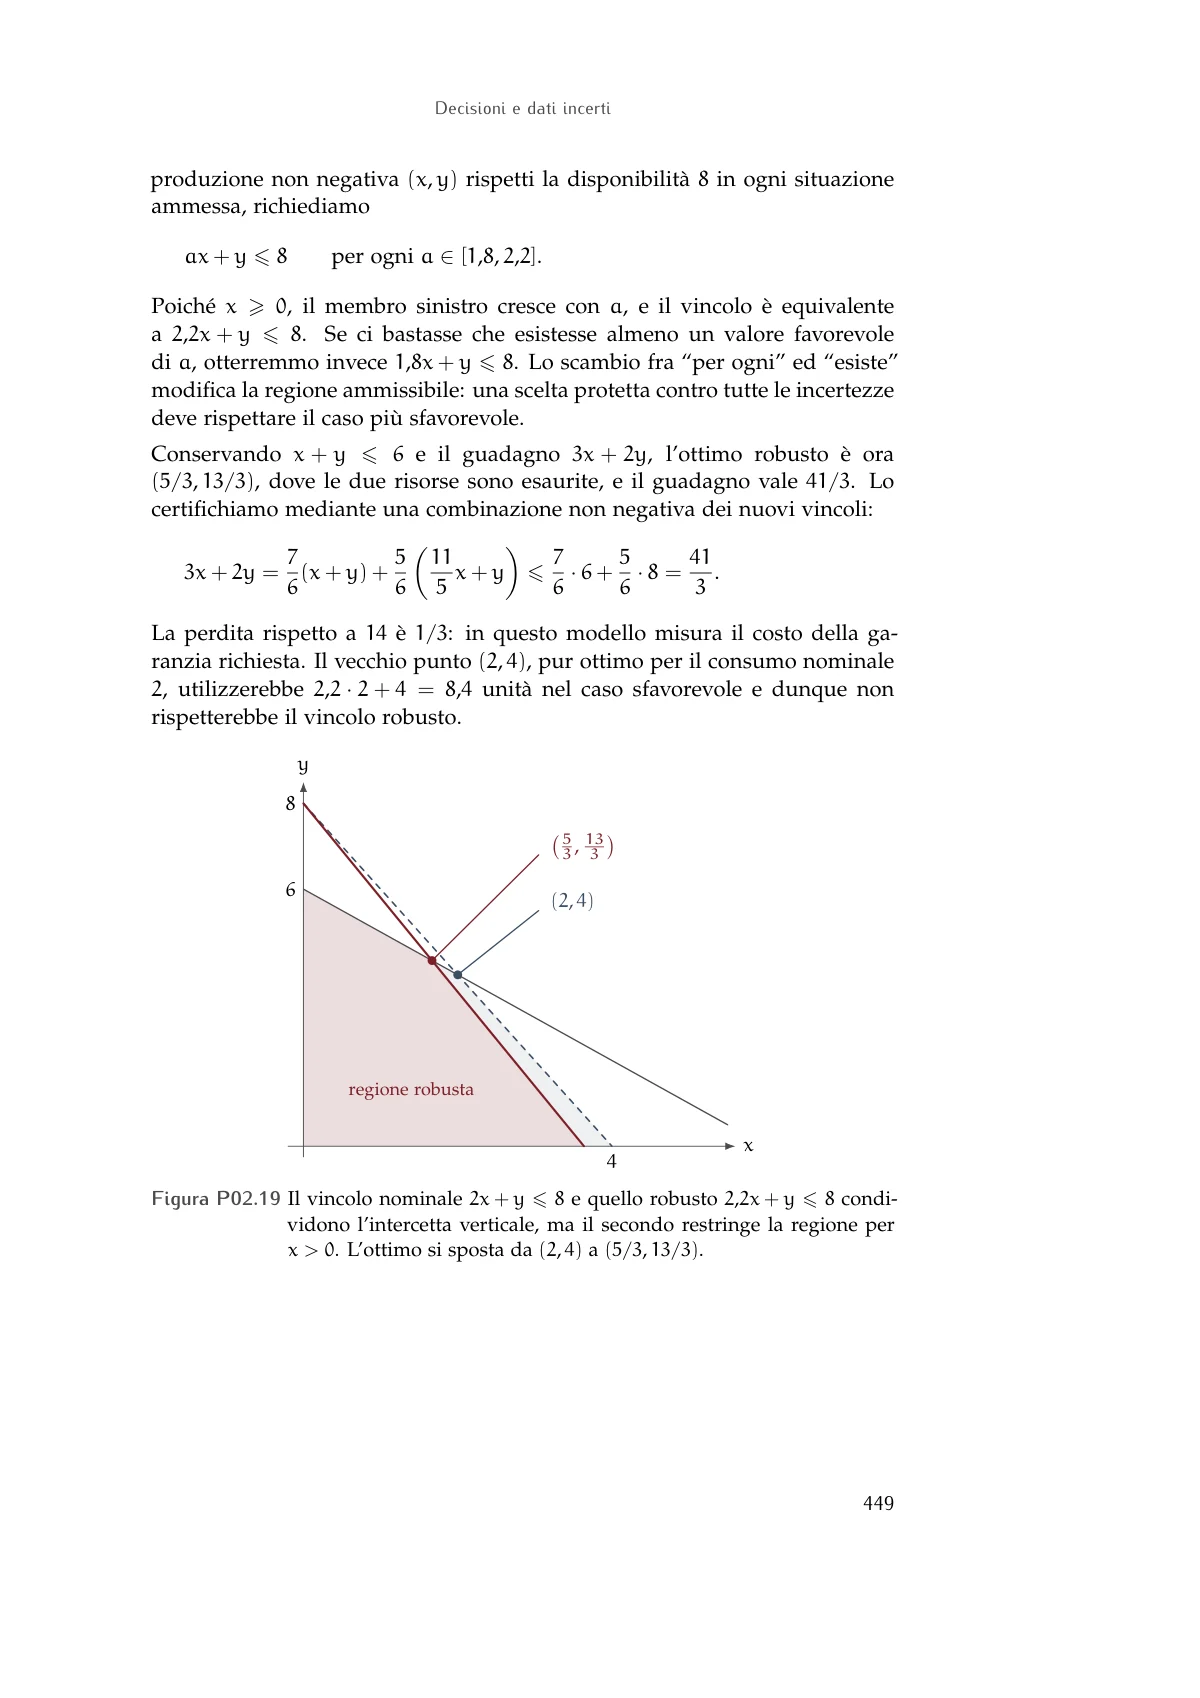 Decisioni e dati incerti
produzione non negativa (x, y) rispetti la disponibilità 8 in ogni situazione
ammessa, richiediamo
ax + y ⩽ 8 per ogni a ∈ [1,8, 2,2].
Poiché x ⩾ 0, il membro sinistro cresce con a, e il vincolo è equivalente
a 2,2x + y ⩽ 8. Se ci bastasse che esistesse almeno un valore favorevole
di a, otterremmo invece 1,8x + y ⩽ 8. Lo scambio fra “per ogni” ed “esiste”
modifica la regione ammissibile: una scelta protetta contro tutte le incertezze
deve rispettare il caso più sfavorevole.
Conservando x + y ⩽ 6 e il guadagno 3x + 2y, l’ottimo robusto è ora
(5/3, 13/3), dove le due risorse sono esaurite, e il guadagno vale 41/3. Lo
certifichiamo mediante una combinazione non negativa dei nuovi vincoli:
3x + 2y = 7/6 (x + y) + 5/6 (11/5 x + y) ⩽ 7/6 · 6 + 5/6 · 8 = 41/3.
La perdita rispetto a 14 è 1/3: in questo modello misura il costo della ga-
ranzia richiesta. Il vecchio punto (2, 4), pur ottimo per il consumo nominale
2, utilizzerebbe 2,2 · 2 + 4 = 8,4 unità nel caso sfavorevole e dunque non
rispetterebbe il vincolo robusto.
y
8
(5/3, 13/3)
6
(2, 4)
regione robusta
x
4
Figura P02.19 Il vincolo nominale 2x + y ⩽ 8 e quello robusto 2,2x + y ⩽ 8 condi-
vidono l’intercetta verticale, ma il secondo restringe la regione per
x > 0. L’ottimo si sposta da (2, 4) a (5/3, 13/3).
449